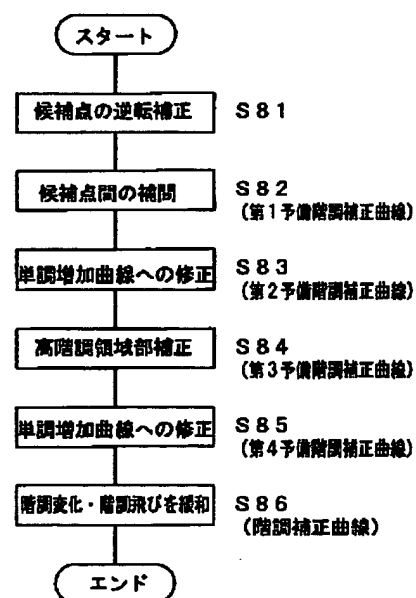 スタート
候補点の逆転補正 S81
候補点間の補間 S82
(第1予備階調補正曲線)
単調増加曲線への修正 S83
(第2予備階調補正曲線)
高階調領域部補正 S84
(第3予備階調補正曲線)
単調増加曲線への修正 S85
(第4予備階調補正曲線)
階調変化・階調飛びを緩和 S86
(階調補正曲線)
エンド